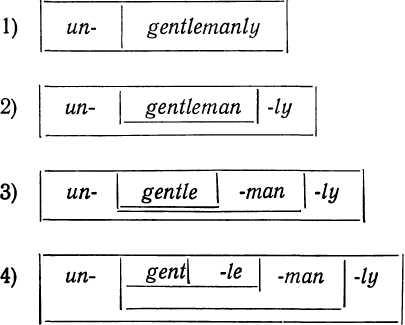 1) un- gentlemanly
2) un- gentleman -ly
3) un- gentle -man -ly
4) un- gent -le -man -ly